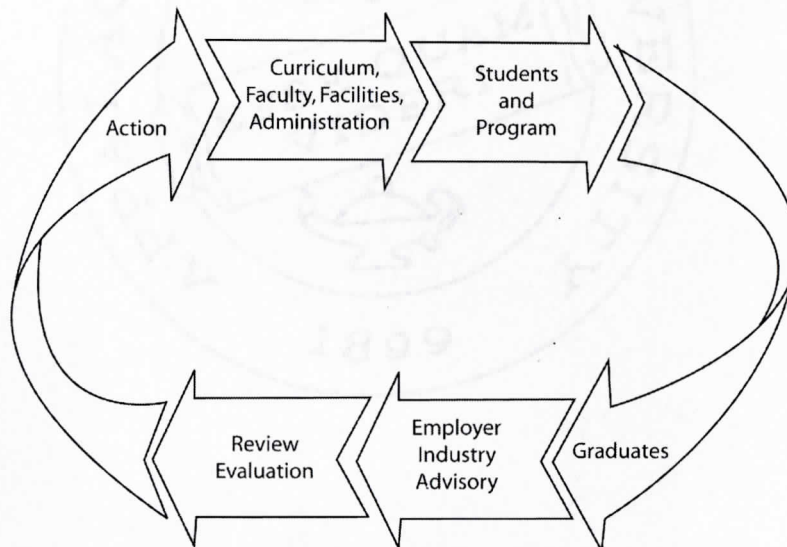 Action
Curriculum,
Faculty, Facilities,
Administration
Students
and
Program
Graduates
Employer
Industry
Advisory
Review
Evaluation